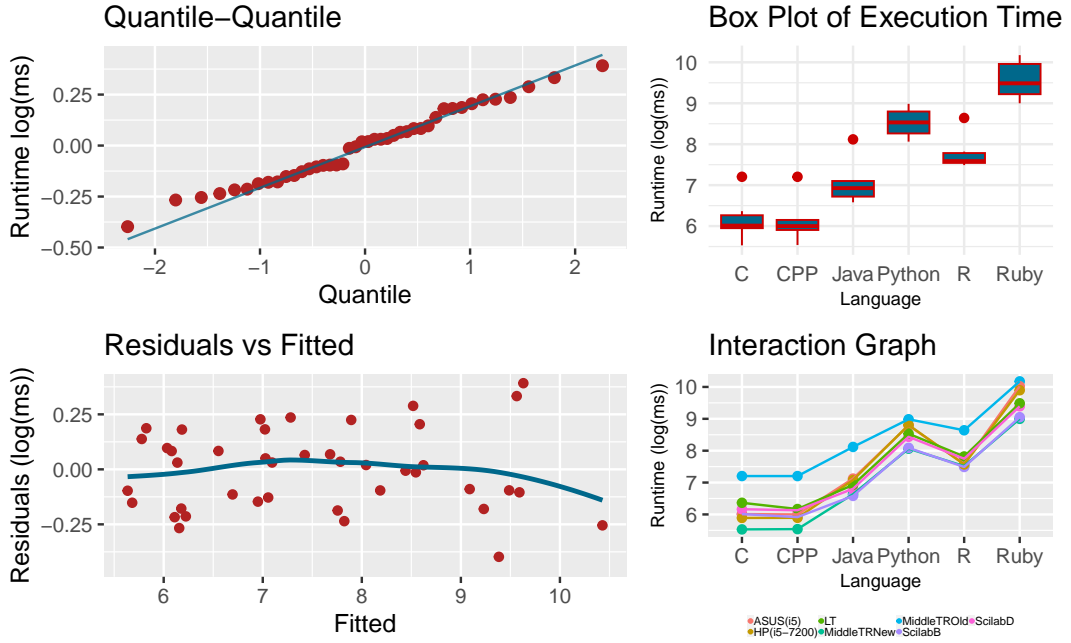 Quantile−Quantile
Runtime log(ms)
0.25
0.00
−0.25
−0.50
−2
−1
0
1
2
Quantile
Box Plot of Execution Time
Runtime (log(ms))
10
9
8
7
6
C
CPP
Java
Python
R
Ruby
Language
Residuals vs Fitted
Residuals (log(ms))
0.25
0.00
−0.25
6
7
8
9
10
Fitted
Interaction Graph
Runtime (log(ms))
10
9
8
7
6
C
CPP
Java
Python
R
Ruby
Language
ASUS(i5)
LT
MiddleTROld
ScilabD
HP(i5−7200)
MiddleTRNew
ScilabB